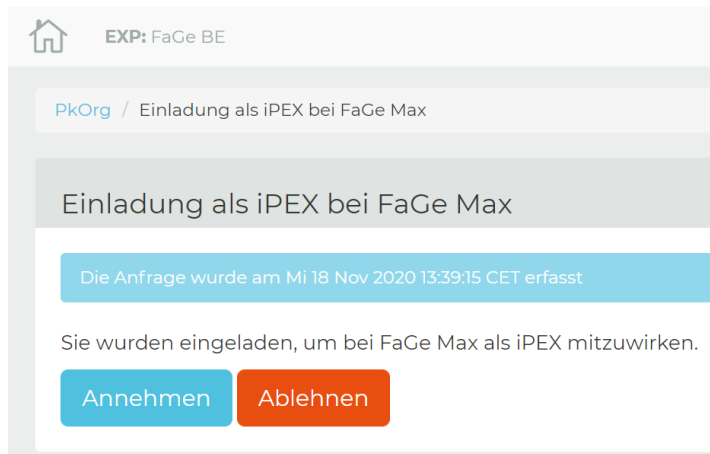 EXP: FaGe BE
PkOrg / Einladung als iPEX bei FaGe Max
Einladung als iPEX bei FaGe Max
Die Anfrage wurde am Mi 18 Nov 2020 13:39:15 CET erfasst
Sie wurden eingeladen, um bei FaGe Max als iPEX mitzuwirken.
Annehmen Ablehnen